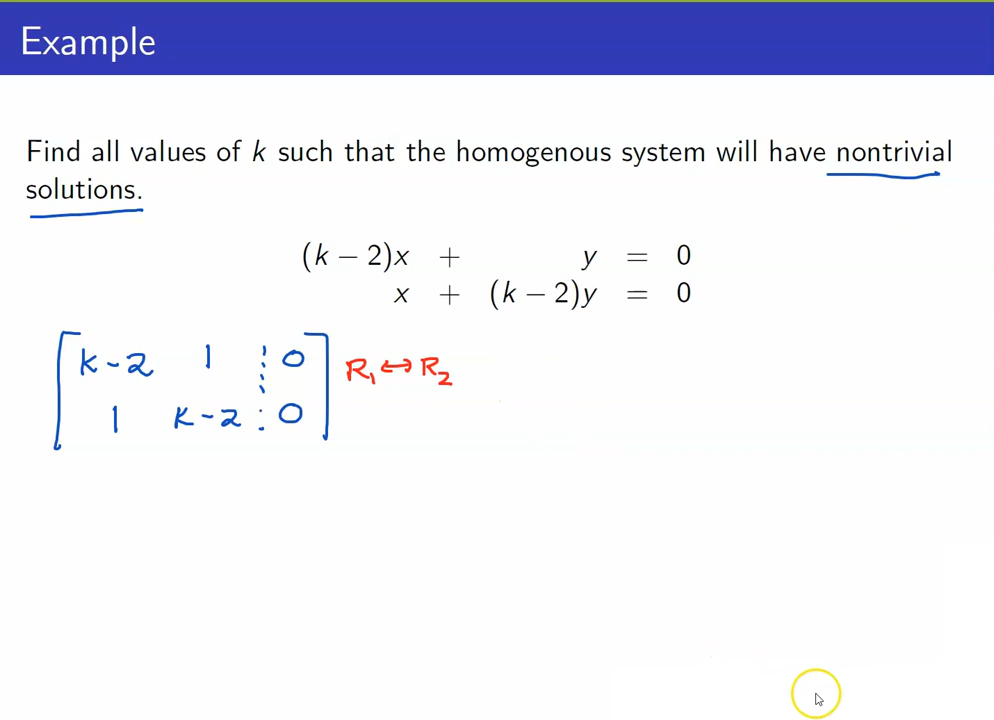 Example
Find all values of k such that the homogenous system will have nontrivial
solutions.
(k − 2)x + y = 0
x + (k − 2)y = 0
k-2 1 ⋮ 0 R₁ ↔ R₂
1 k-2 ⋮ 0